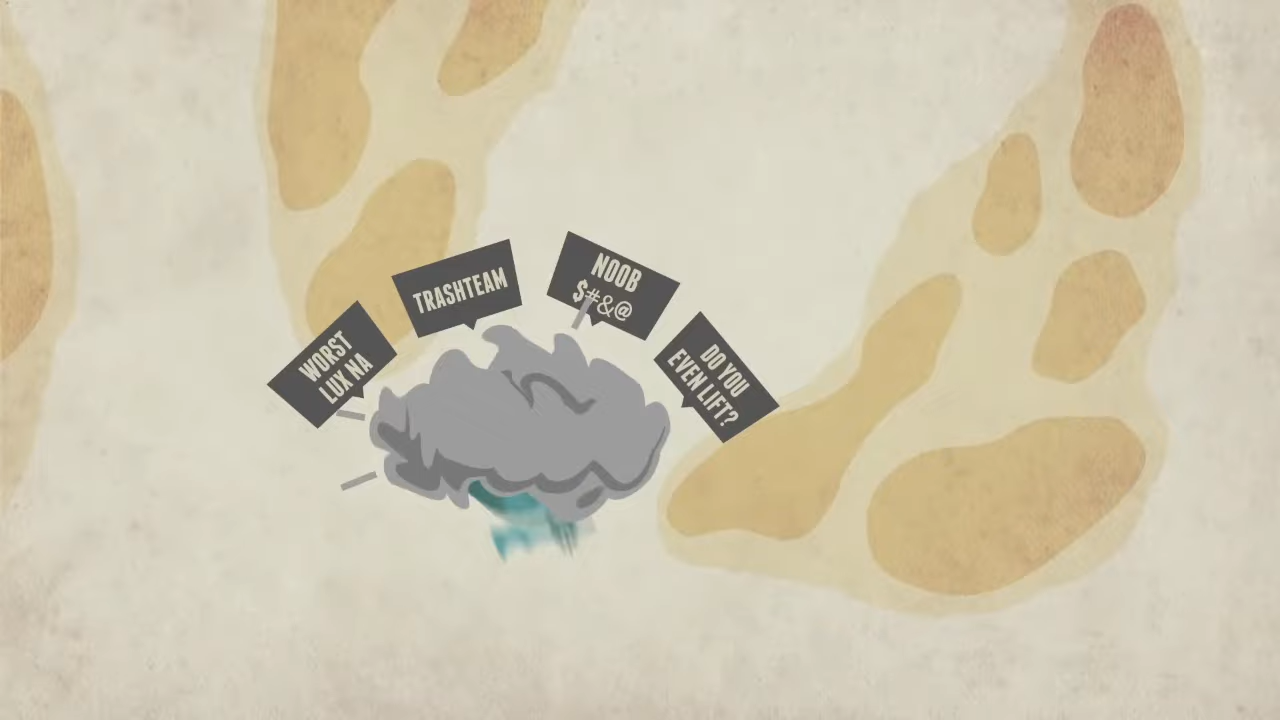 WORST
LUX NA
TRASHTEAM
NOOB
$#&@
DO YOU
EVEN LIFT?